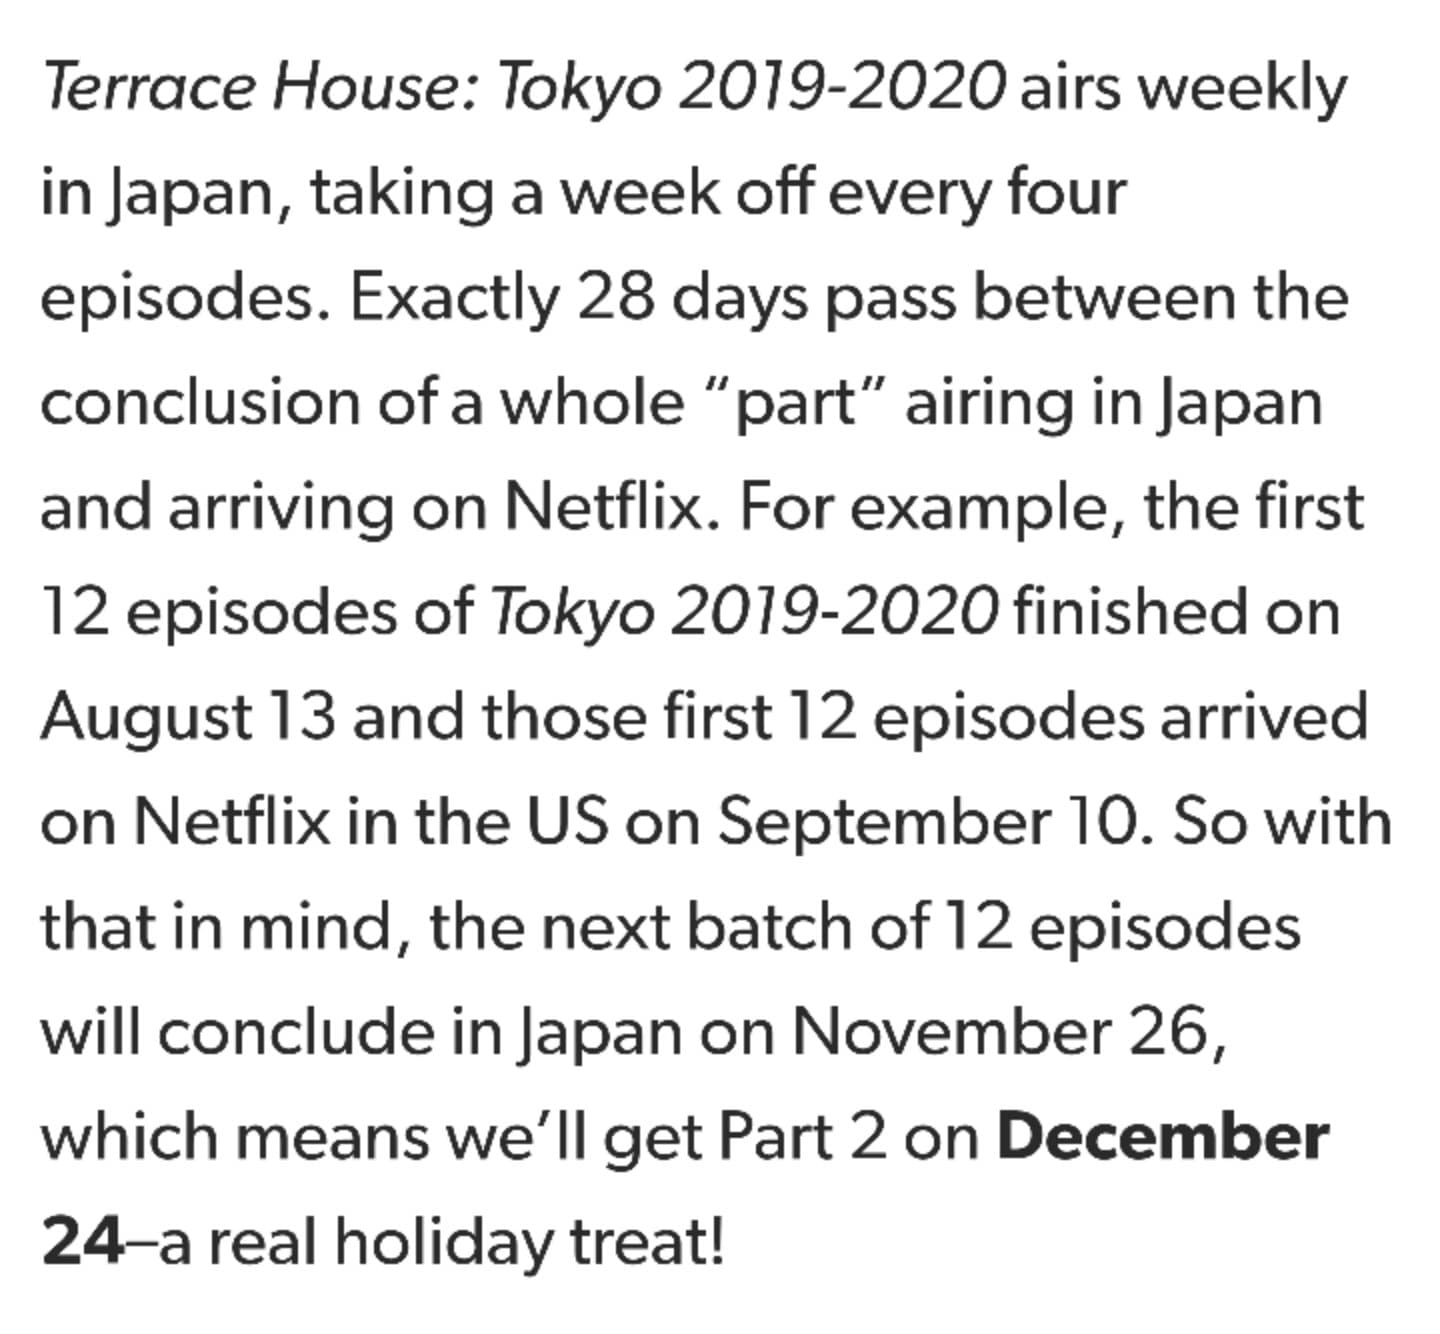 Terrace House: Tokyo 2019-2020 airs weekly
in Japan, taking a week off every four
episodes. Exactly 28 days pass between the
conclusion of a whole “part” airing in Japan
and arriving on Netflix. For example, the first
12 episodes of Tokyo 2019-2020 finished on
August 13 and those first 12 episodes arrived
on Netflix in the US on September 10. So with
that in mind, the next batch of 12 episodes
will conclude in Japan on November 26,
which means we’ll get Part 2 on December
24–a real holiday treat!